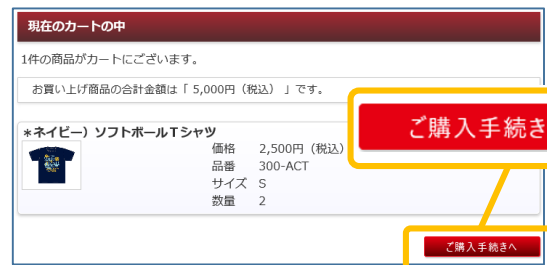 現在のカートの中
1件の商品がカートにございます。
お買い上げ商品の合計金額は「 5,000円（税込） 」です。
ご購入手続き
＊ネイビー）ソフトボールTシャツ
価格 2,500円（税込）
品番 300-ACT
サイズ S
数量 2
ご購入手続きへ